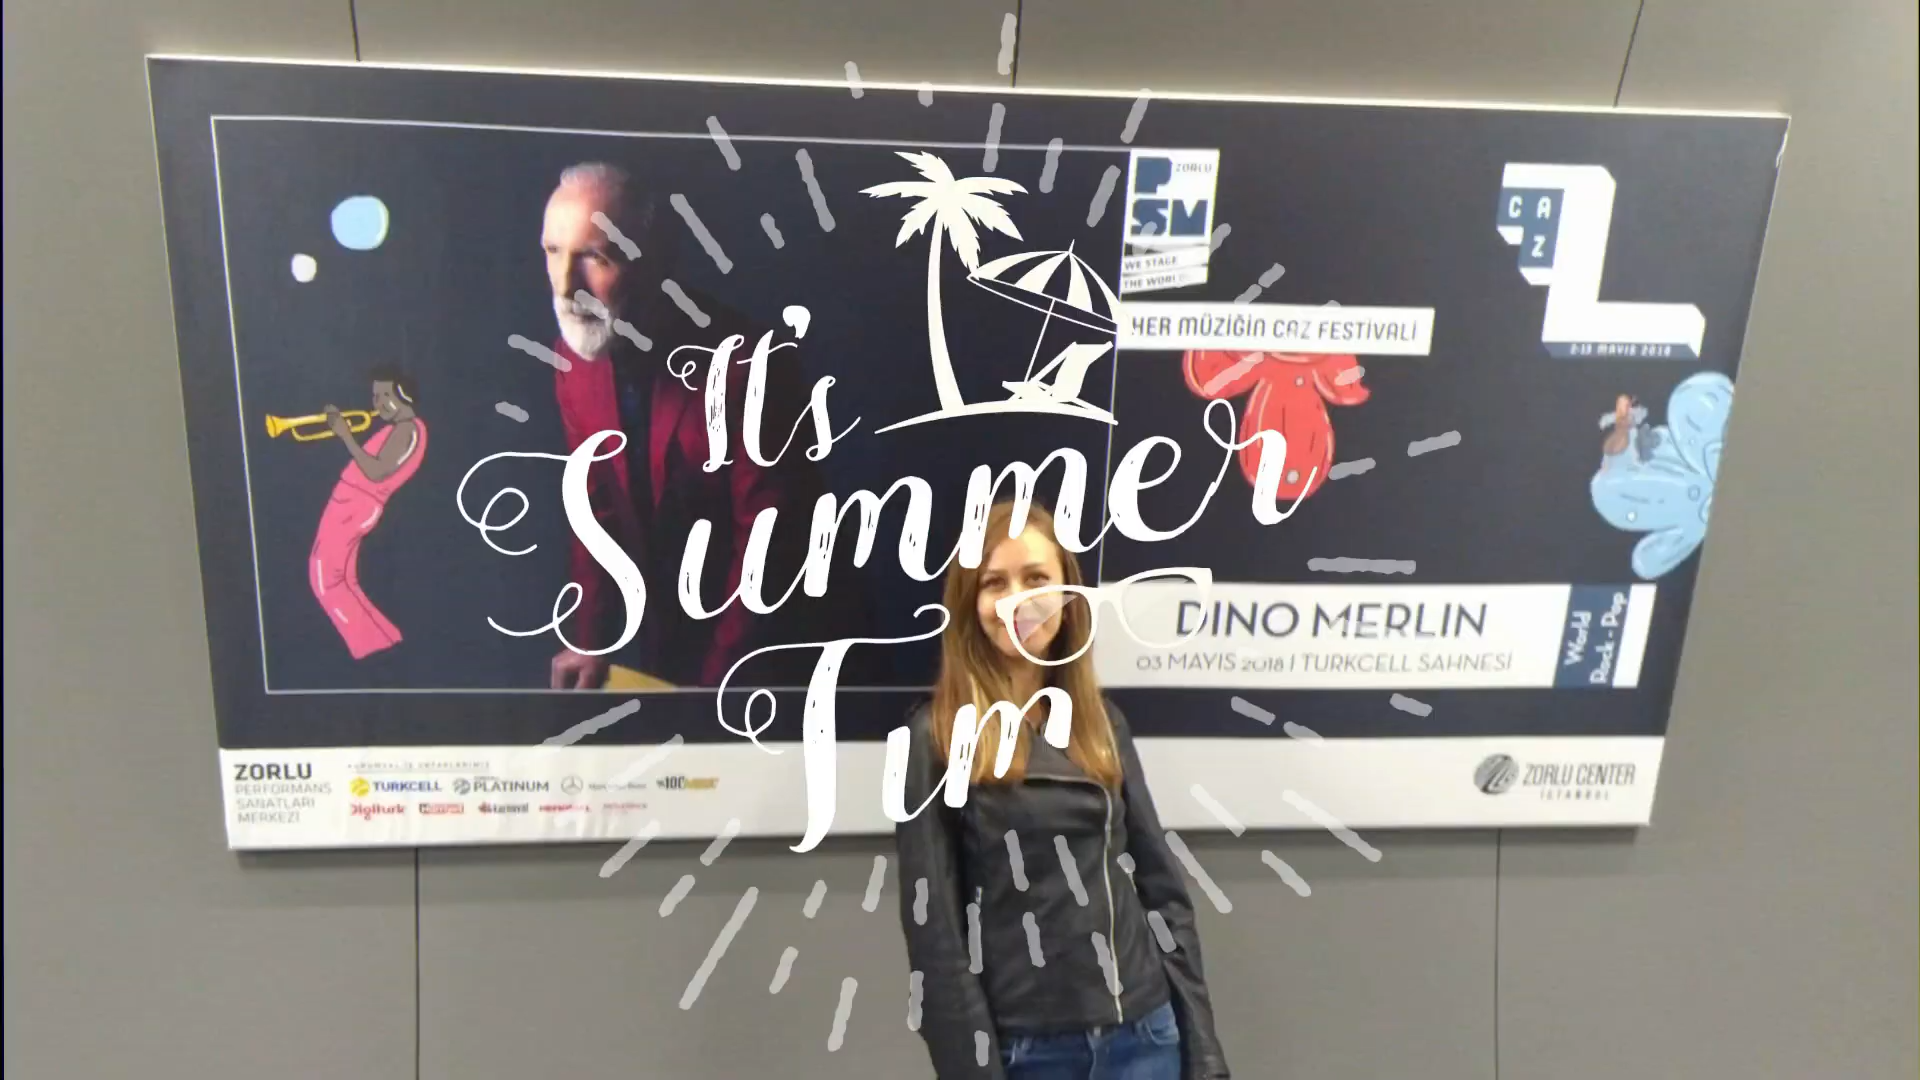 It's
Summer
Tim
ZORLU
PSM
WE STAGE
THE WORLD
CAZ
2-13 MAYIS 2018
HER MÜZİĞİN CAZ FESTİVALİ
DINO MERLIN
03 MAYIS 2018 | TURKCELL SAHNESİ
World
Rock - Pop
ZORLU
PERFORMANS
SANATLARI
MERKEZİ
TURKCELL PLATINUM
Digiturk
ZORLU CENTER
İSTANBUL